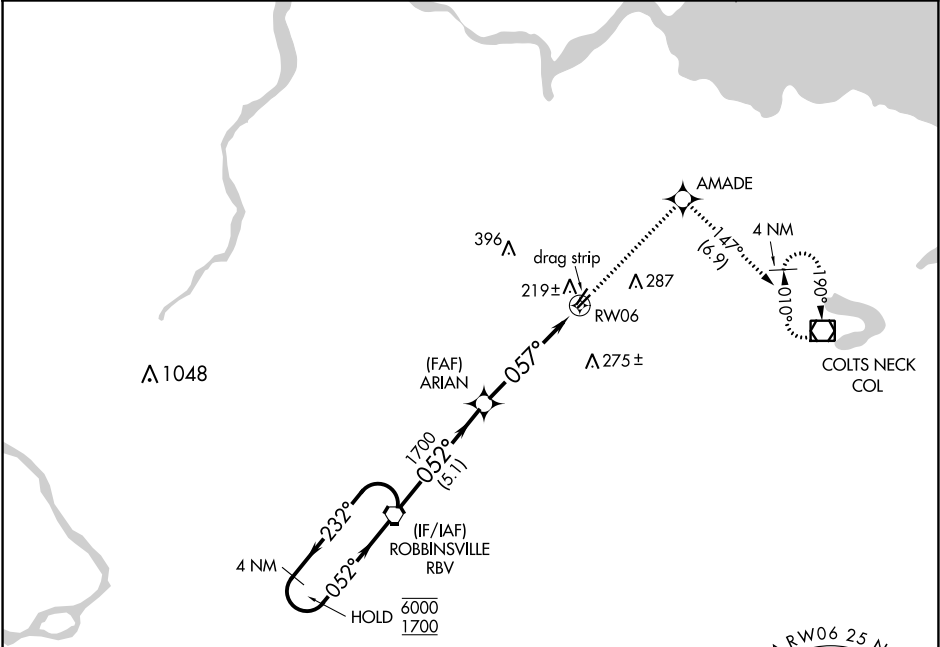 AMADE
147°
(6.9)
4 NM
190°
010°
COLTS NECK
COL
396
drag strip
219±
287
RW06
275±
1048
(FAF)
ARIAN
057°
1700
052°
(5.1)
232°
(IF/IAF)
ROBBINSVILLE
RBV
4 NM
052°
HOLD
6000
1700
RW06 25 N